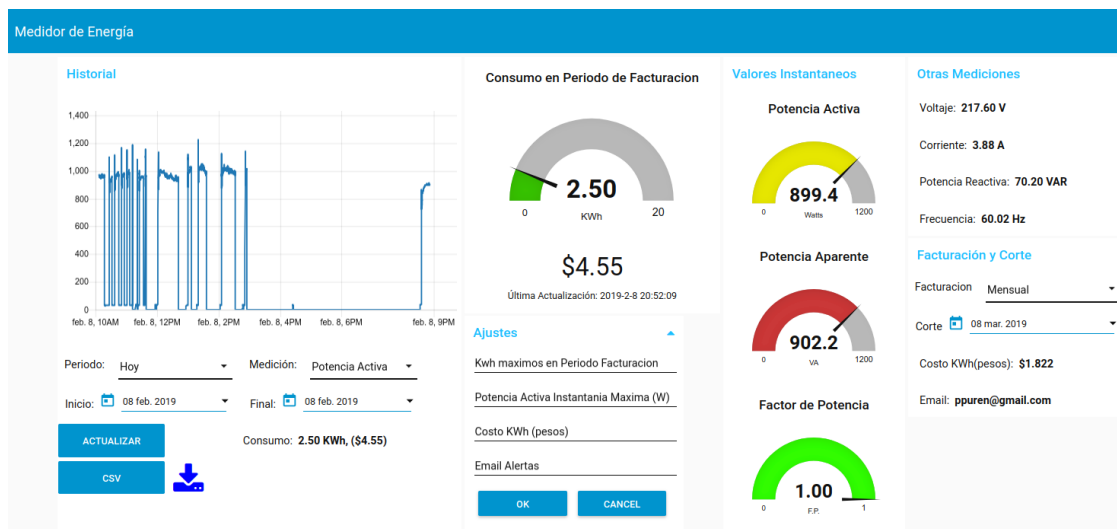 Medidor de Energía
Historial
1,400
1,200
1,000
800
600
400
200
0
feb. 8, 10AM feb. 8, 12PM feb. 8, 2PM feb. 8, 4PM feb. 8, 6PM feb. 8, 9PM
Periodo: Hoy Medición: Potencia Activa
Inicio: 08 feb. 2019 Final: 08 feb. 2019
ACTUALIZAR Consumo: 2.50 KWh, ($4.55)
CSV
Consumo en Periodo de Facturacion
2.50
0 KWh 20
$4.55
Última Actualización: 2019-2-8 20:52:09
Ajustes
Kwh maximos en Periodo Facturacion
Potencia Activa Instantania Maxima (W)
Costo KWh (pesos)
Email Alertas
OK CANCEL
Valores Instantaneos
Potencia Activa
899.4
0 Watts 1200
Potencia Aparente
902.2
0 VA 1200
Factor de Potencia
1.00
0 F.P. 1
Otras Mediciones
Voltaje: 217.60 V
Corriente: 3.88 A
Potencia Reactiva: 70.20 VAR
Frecuencia: 60.02 Hz
Facturación y Corte
Facturacion Mensual
Corte 08 mar. 2019
Costo KWh(pesos): $1.822
Email: ppuren@gmail.com